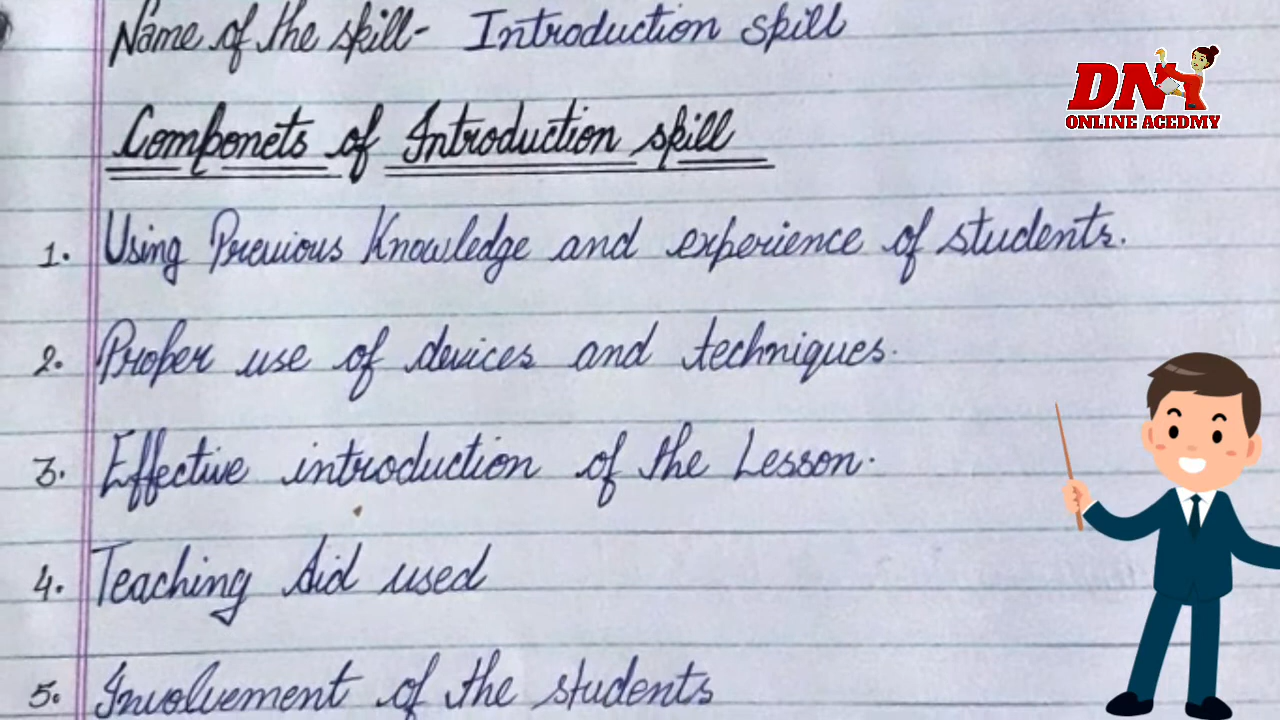 Name of the skill- Introduction skill
DN
ONLINE ACEDMY
Componets of Introduction skill
1. Using Previous Knowledge and experience of students.
2. Proper use of devices and techniques.
3. Effective introduction of the Lesson.
4. Teaching Aid used
5. Involvement of the students